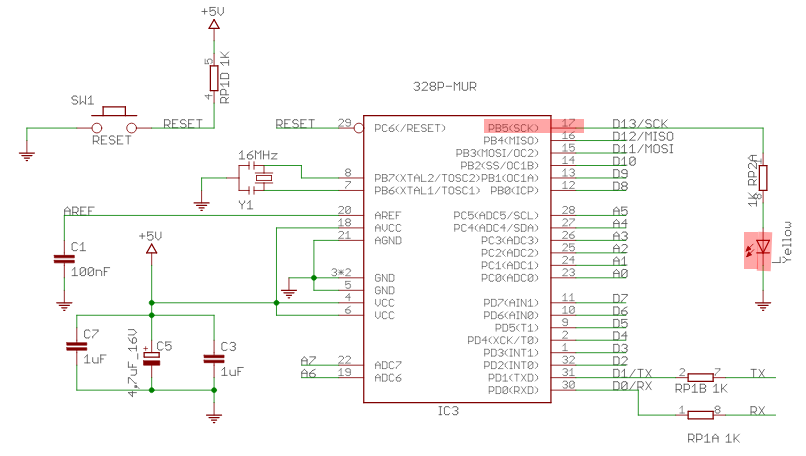 +5V
5
RP1D 1K
4
328P-MUR
SW1
RESET
RESET
RESET 29 PC6(/RESET)
PB5(SCK) 17 D13/SCK
PB4(MISO) 16 D12/MISO
PB3(MOSI/OC2) 15 D11/MOSI
PB2(SS/OC1B) 14 D10
16MHz
8 PB7(XTAL2/TOSC2) PB1(OC1A) 13 D9
7 PB6(XTAL1/TOSC1) PB0(ICP) 12 D8
Y1
1K RP2A
1
8
AREF 20 AREF PC5(ADC5/SCL) 28 A5
18 AVCC PC4(ADC4/SDA) 27 A4
21 AGND PC3(ADC3) 26 A3
PC2(ADC2) 25 A2
PC1(ADC1) 24 A1
3*2 GND PC0(ADC0) 23 A0
5 GND
4 VCC PD7(AIN1) 11 D7
6 VCC PD6(AIN0) 10 D6
PD5(T1) 9 D5
PD4(XCK/T0) 2 D4
PD3(INT1) 1 D3
A7 22 ADC7 PD2(INT0) 32 D2
A6 19 ADC6 PD1(TXD) 31 D1/TX 2 7 TX
PD0(RXD) 30 D0/RX
RP1B 1K
1 8 RX
RP1A 1K
IC3
L
Yellow
+5V
C1
100nF
C7
1uF
4,7uF_16V
+
C5
C3
1uF